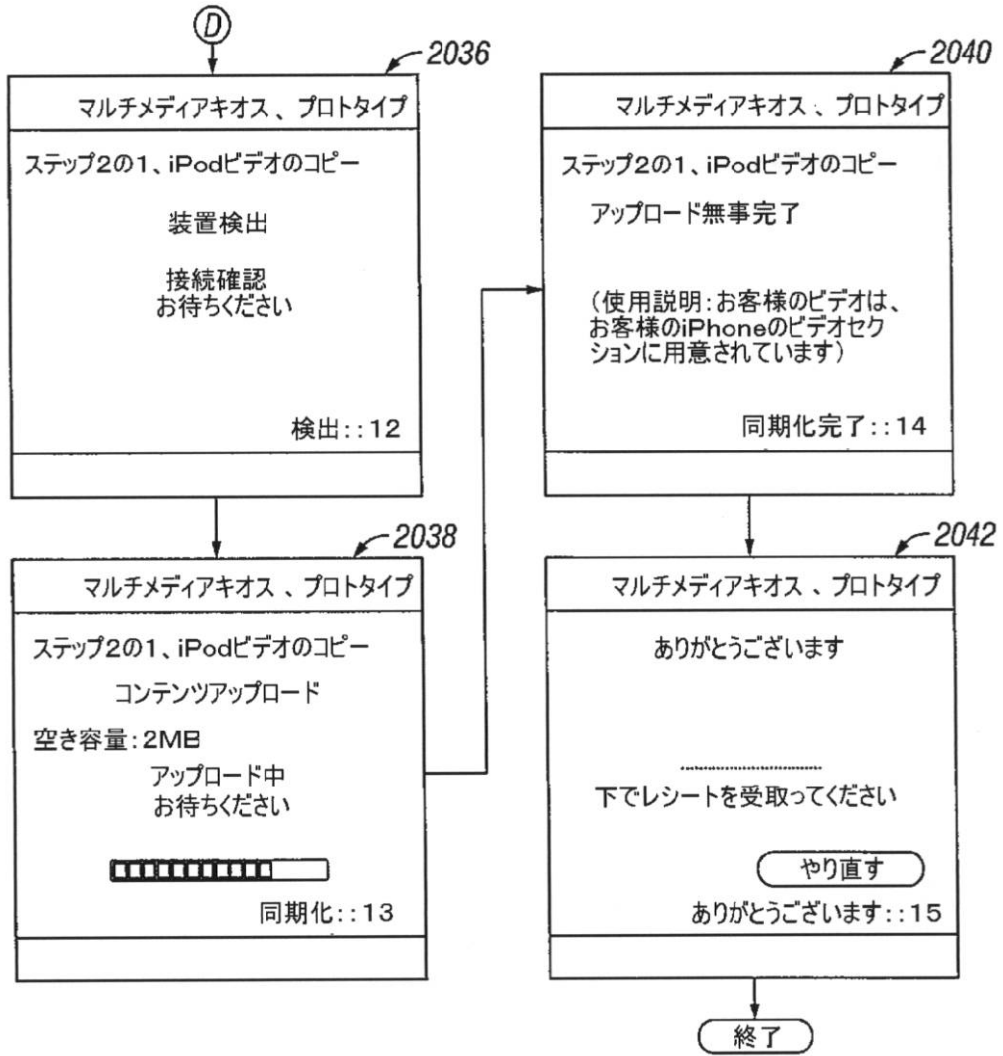 D
2036
マルチメディアキオス、プロトタイプ
ステップ2の1、iPodビデオのコピー
装置検出
接続確認
お待ちください
検出::12
2038
マルチメディアキオス、プロトタイプ
ステップ2の1、iPodビデオのコピー
コンテンツアップロード
空き容量:2MB
アップロード中
お待ちください
同期化::13
2040
マルチメディアキオス、プロトタイプ
ステップ2の1、iPodビデオのコピー
アップロード無事完了
(使用説明:お客様のビデオは、
お客様のiPhoneのビデオセク
ションに用意されています)
同期化完了::14
2042
マルチメディアキオス、プロトタイプ
ありがとうございます
下でレシートを受取ってください
やり直す
ありがとうございます::15
終了